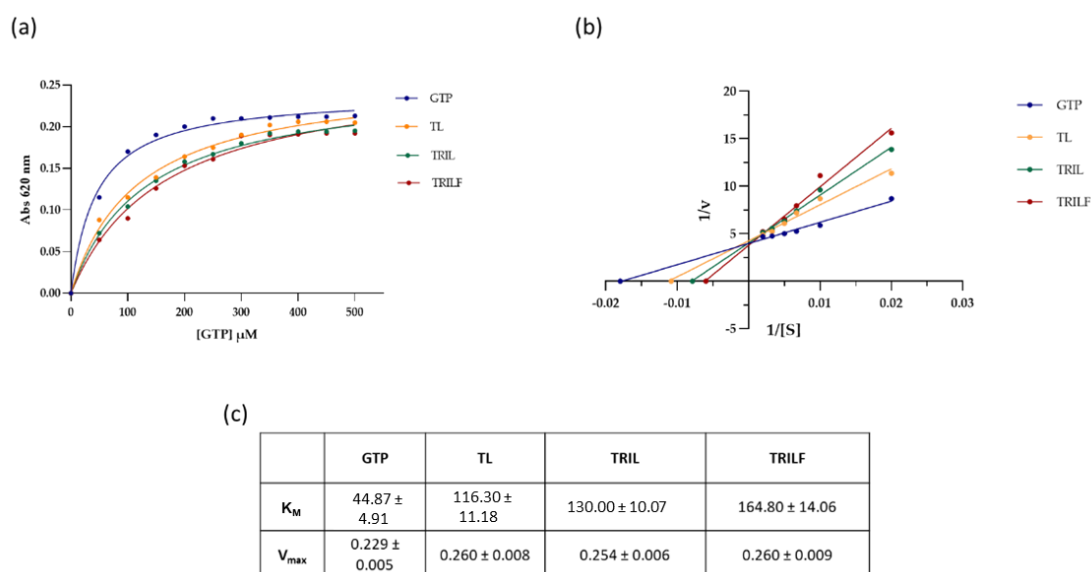 (a)
(b)
Abs 620 nm
0.25
0.20
0.15
0.10
0.05
0.00
0
100
200
300
400
500
[GTP] µM
GTP
TL
TRIL
TRILF
1/v
20
15
10
5
-5
-0.02
-0.01
0.01
0.02
0.03
1/[S]
GTP
TL
TRIL
TRILF
(c)
GTP TL TRIL TRILF
K_M 44.87 ± 4.91 116.30 ± 11.18 130.00 ± 10.07 164.80 ± 14.06
V_max 0.229 ± 0.005 0.260 ± 0.008 0.254 ± 0.006 0.260 ± 0.009